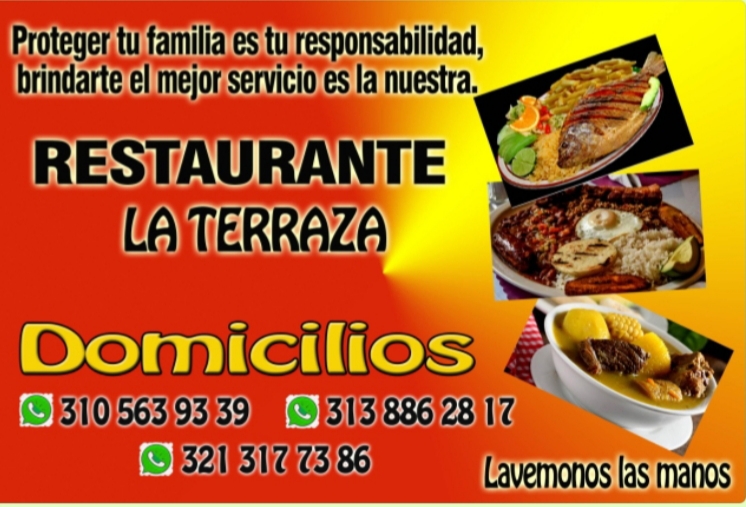 Proteger tu familia es tu responsabilidad,
brindarte el mejor servicio es la nuestra.
RESTAURANTE
LA TERRAZA
Domicilios
310 563 93 39
313 886 28 17
321 317 73 86
Lavemonos las manos